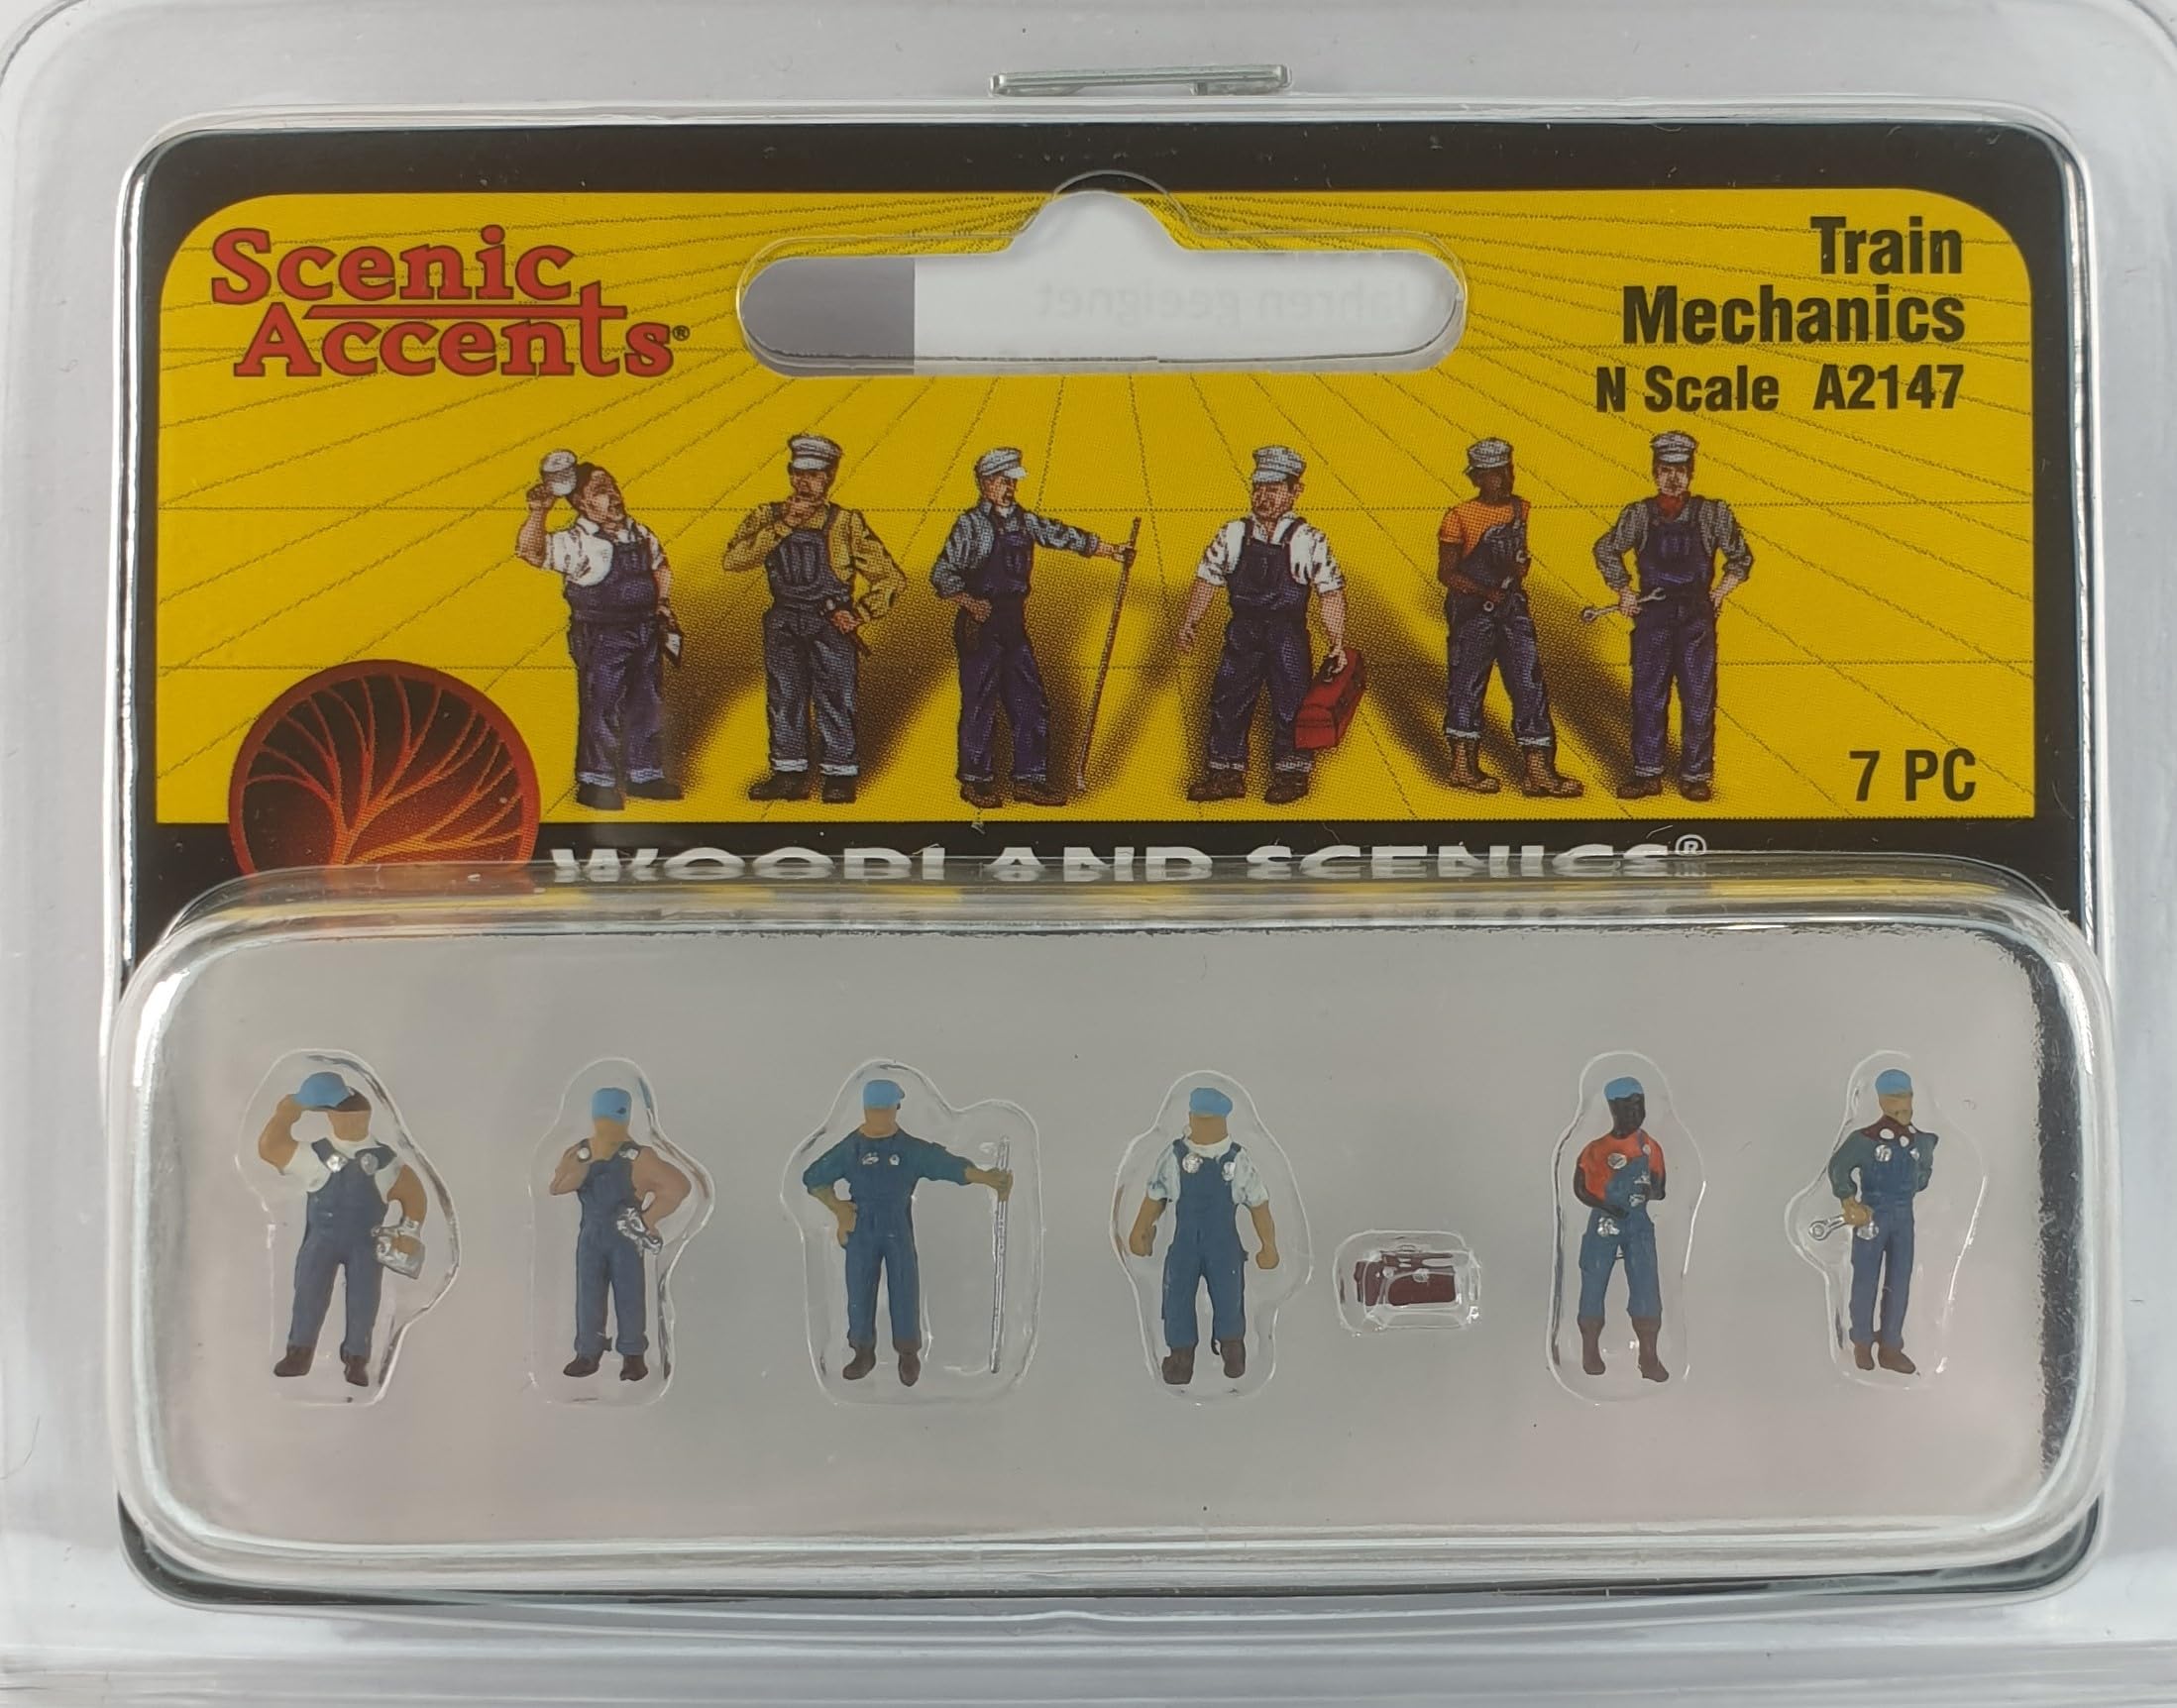 Scenic
Accents®
Train
Mechanics
N Scale A2147
7 PC
WOODLAND SCENICS®